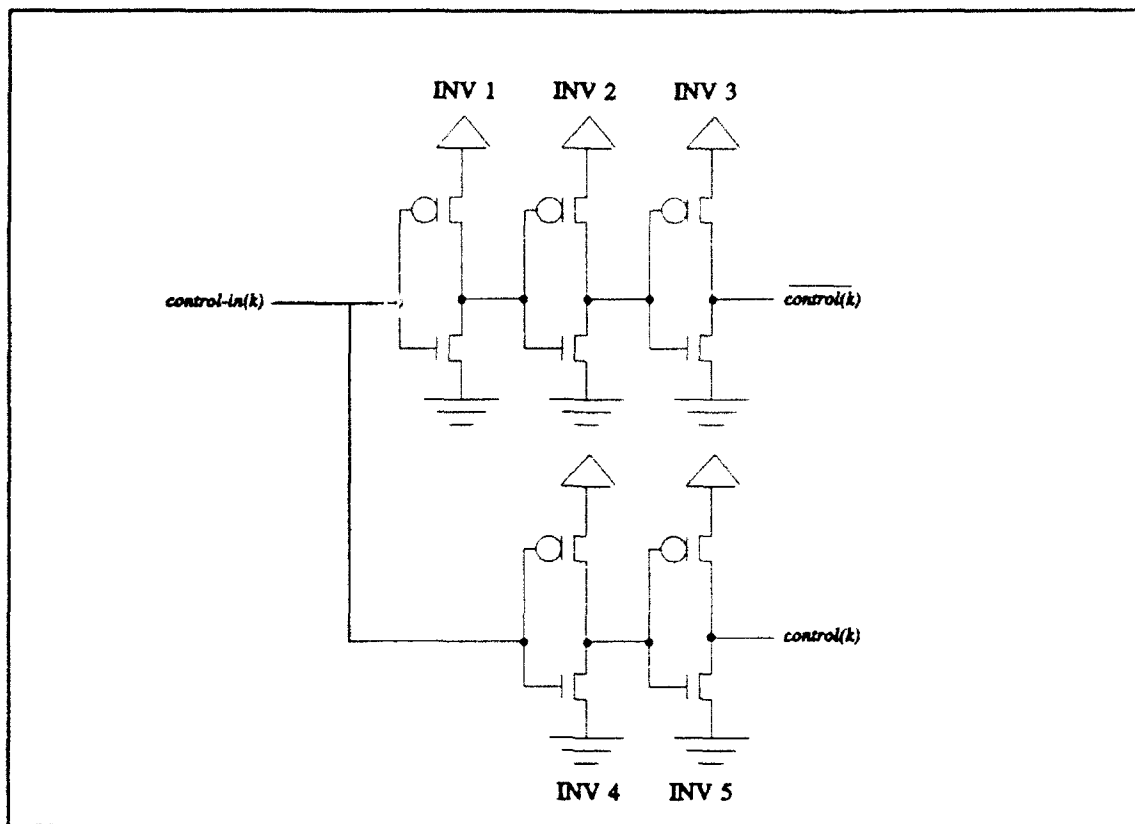 INV 1 INV 2 INV 3
control-in(k)
control(k)
control(k)
INV 4 INV 5